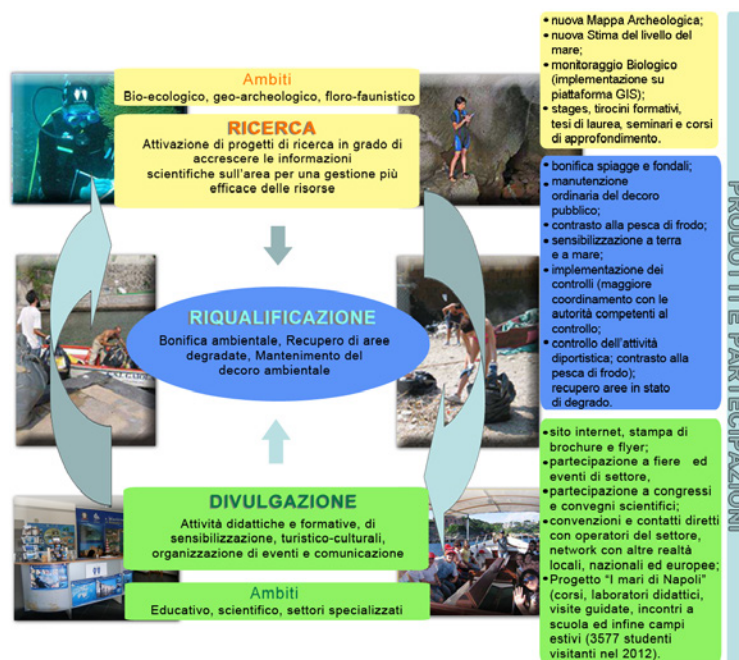 Ambiti
Bio-ecologico, geo-archeologico, floro-faunistico
RICERCA
Attivazione di progetti di ricerca in grado di
accrescere le informazioni
scientifiche sull'area per una gestione più
efficace delle risorse
RIQUALIFICAZIONE
Bonifica ambientale, Recupero di aree
degradate, Mantenimento del
decoro ambientale
DIVULGAZIONE
Attività didattiche e formative, di
sensibilizzazione, turistico-culturali,
organizzazione di eventi e comunicazione
Ambiti
Educativo, scientifico, settori specializzati
• nuova Mappa Archeologica;
• nuova Stima del livello del
mare;
• monitoraggio Biologico
(implementazione su
piattaforma GIS);
• stages, tirocini formativi,
tesi di laurea, seminari e corsi
di approfondimento.
• bonifica spiagge e fondali;
• manutenzione
ordinaria del decoro
pubblico;
• contrasto alla pesca di frodo;
• sensibilizzazione a terra
e a mare;
• implementazione dei
controlli (maggiore
coordinamento con le
autorità competenti al
controllo;
• controllo dell'attività
diportistica; contrasto alla
pesca di frodo);
recupero aree in stato
di degrado.
• sito internet, stampa di
brochure e flyer;
• partecipazione a fiere ed
eventi di settore,
• partecipazione a congressi
e convegni scientifici;
• convenzioni e contatti diretti
con operatori del settore,
network con altre realtà
locali, nazionali ed europee;
• Progetto "I mari di Napoli"
(corsi, laboratori didattici,
visite guidate, incontri a
scuola ed infine campi
estivi (3577 studenti
visitanti nel 2012).
PRODOTTI E PARTECIPAZIONI